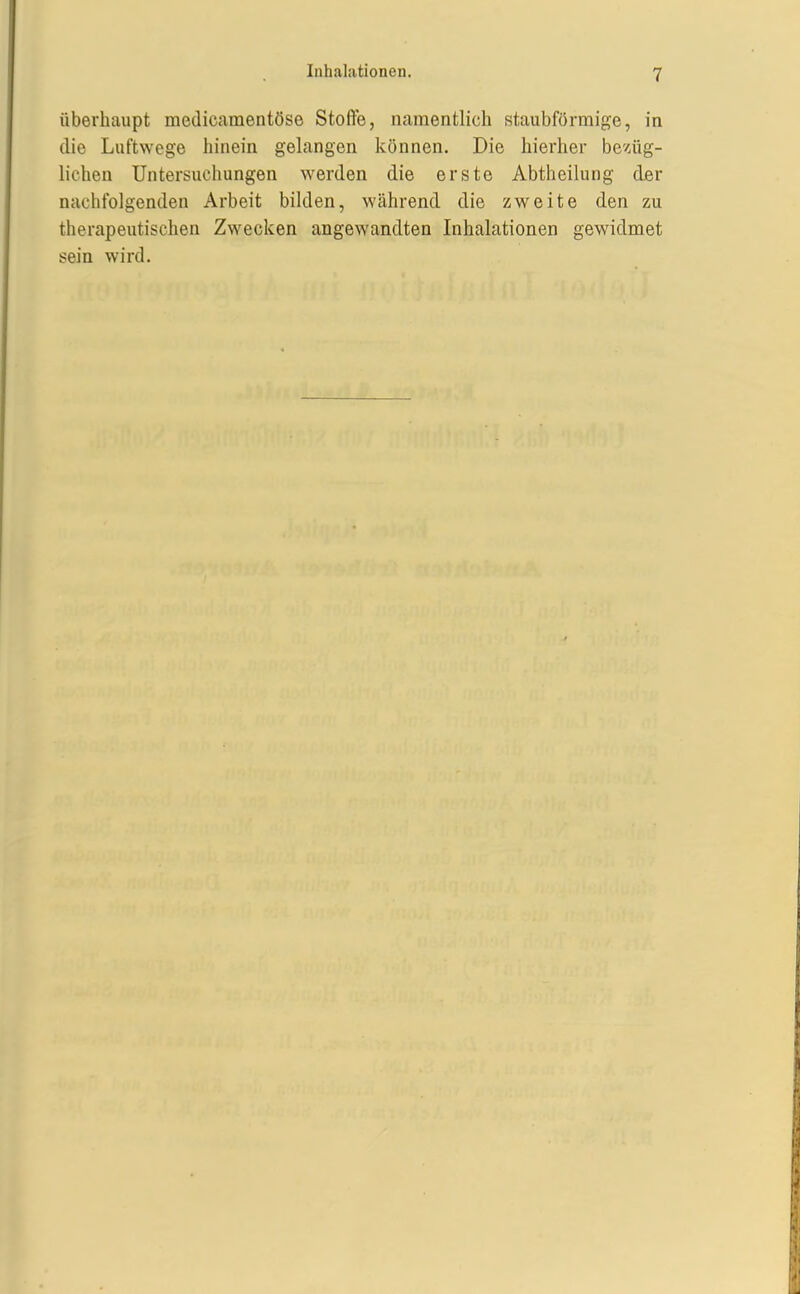 Inhalationen. 7
überhaupt medicamentöse Stoffe, namentlich staubförmige, in
die Luftwege hinein gelangen können. Die hierher bezüg-
lichen Untersuchungen werden die erste Abtheilung der
nachfolgenden Arbeit bilden, während die zweite den zu
therapeutischen Zwecken angewandten Inhalationen gewidmet
sein wird.